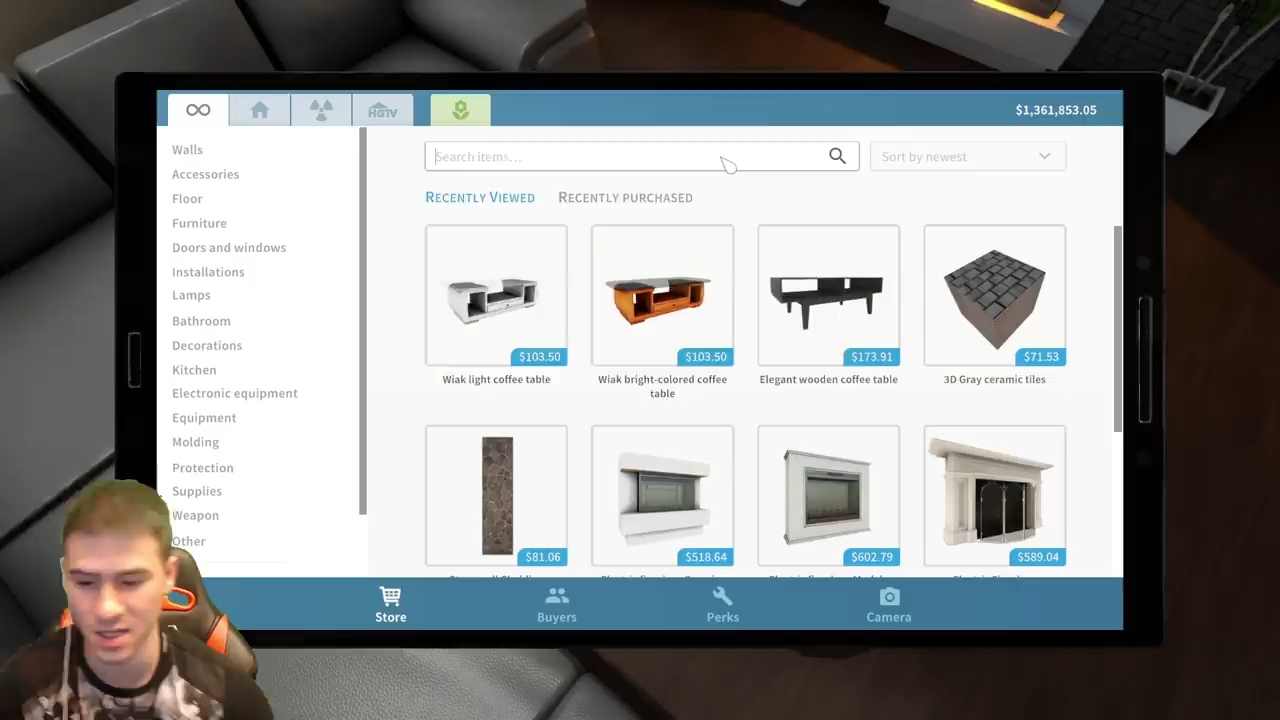 HGTV
$1,361,853.05
Walls
Accessories
Floor
Furniture
Doors and windows
Installations
Lamps
Bathroom
Decorations
Kitchen
Electronic equipment
Equipment
Molding
Protection
Supplies
Weapon
Other
Search items...
Sort by newest
RECENTLY VIEWED
RECENTLY PURCHASED
$103.50
$103.50
$173.91
$71.53
Wiak light coffee table
Wiak bright-colored coffee
table
Elegant wooden coffee table
3D Gray ceramic tiles
$81.06
$518.64
$602.79
$589.04
Store
Buyers
Perks
Camera